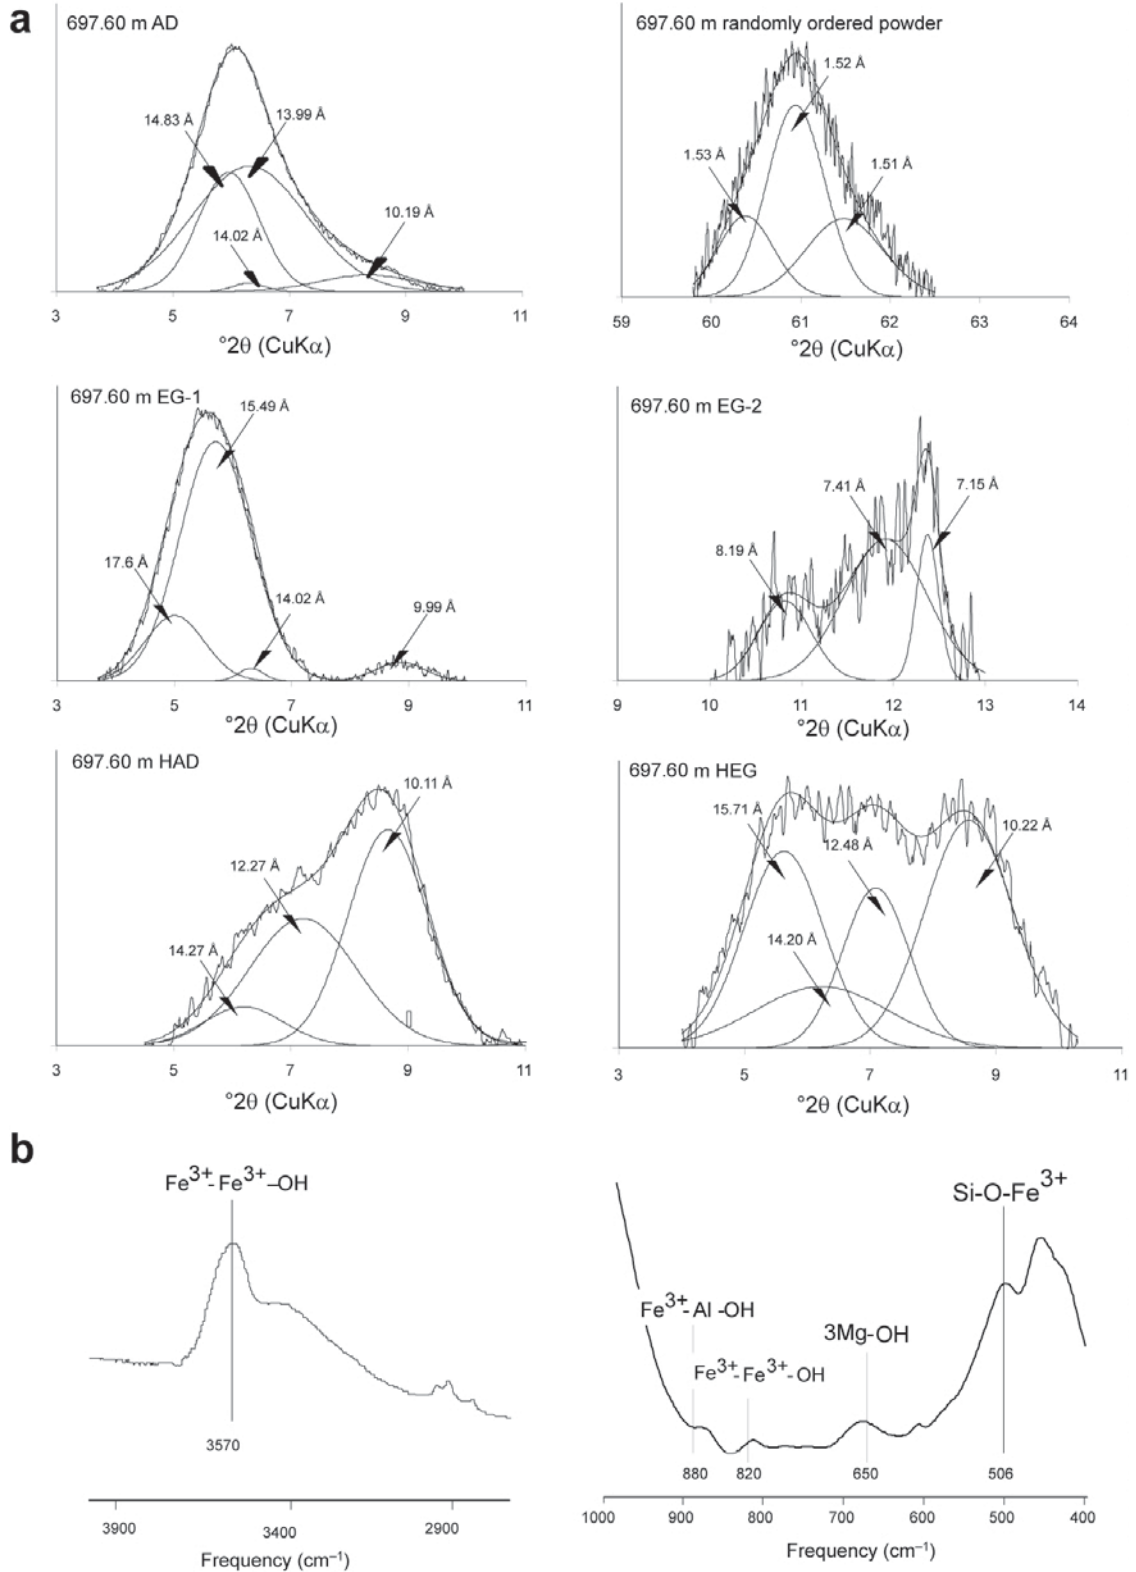 a
697.60 m AD
14.83 Å
13.99 Å
14.02 Å
10.19 Å
3 5 7 9 11
°2θ (CuKα)
697.60 m randomly ordered powder
1.52 Å
1.53 Å
1.51 Å
59 60 61 62 63 64
°2θ (CuKα)
697.60 m EG-1
15.49 Å
17.6 Å
14.02 Å
9.99 Å
3 5 7 9 11
°2θ (CuKα)
697.60 m EG-2
7.41 Å
7.15 Å
8.19 Å
9 10 11 12 13 14
°2θ (CuKα)
697.60 m HAD
10.11 Å
12.27 Å
14.27 Å
3 5 7 9 11
°2θ (CuKα)
697.60 m HEG
15.71 Å
12.48 Å
10.22 Å
14.20 Å
3 5 7 9 11
°2θ (CuKα)
b
Fe³⁺-Fe³⁺–OH
3570
3900 3400 2900
Frequency (cm⁻¹)
Si-O-Fe³⁺
Fe³⁺-Al-OH
3Mg-OH
Fe³⁺-Fe³⁺-OH
880 820 650 506
1000 900 800 700 600 500 400
Frequency (cm⁻¹)